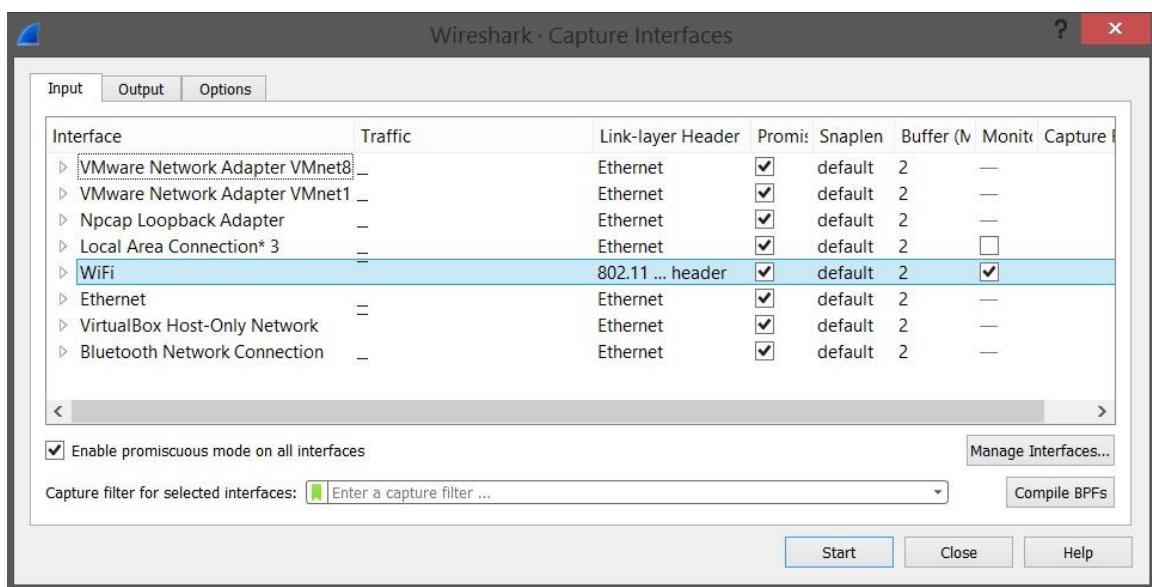 Wireshark · Capture Interfaces ?
Input Output Options
Interface Traffic Link-layer Header Promis Snaplen Buffer (M Monito Capture F
VMware Network Adapter VMnet8 Ethernet default 2 —
VMware Network Adapter VMnet1 Ethernet default 2 —
Npcap Loopback Adapter Ethernet default 2 —
Local Area Connection* 3 Ethernet default 2
WiFi 802.11 ... header default 2
Ethernet Ethernet default 2 —
VirtualBox Host-Only Network Ethernet default 2 —
Bluetooth Network Connection Ethernet default 2 —
Enable promiscuous mode on all interfaces
Manage Interfaces...
Capture filter for selected interfaces: Enter a capture filter ... Compile BPFs
Start Close Help